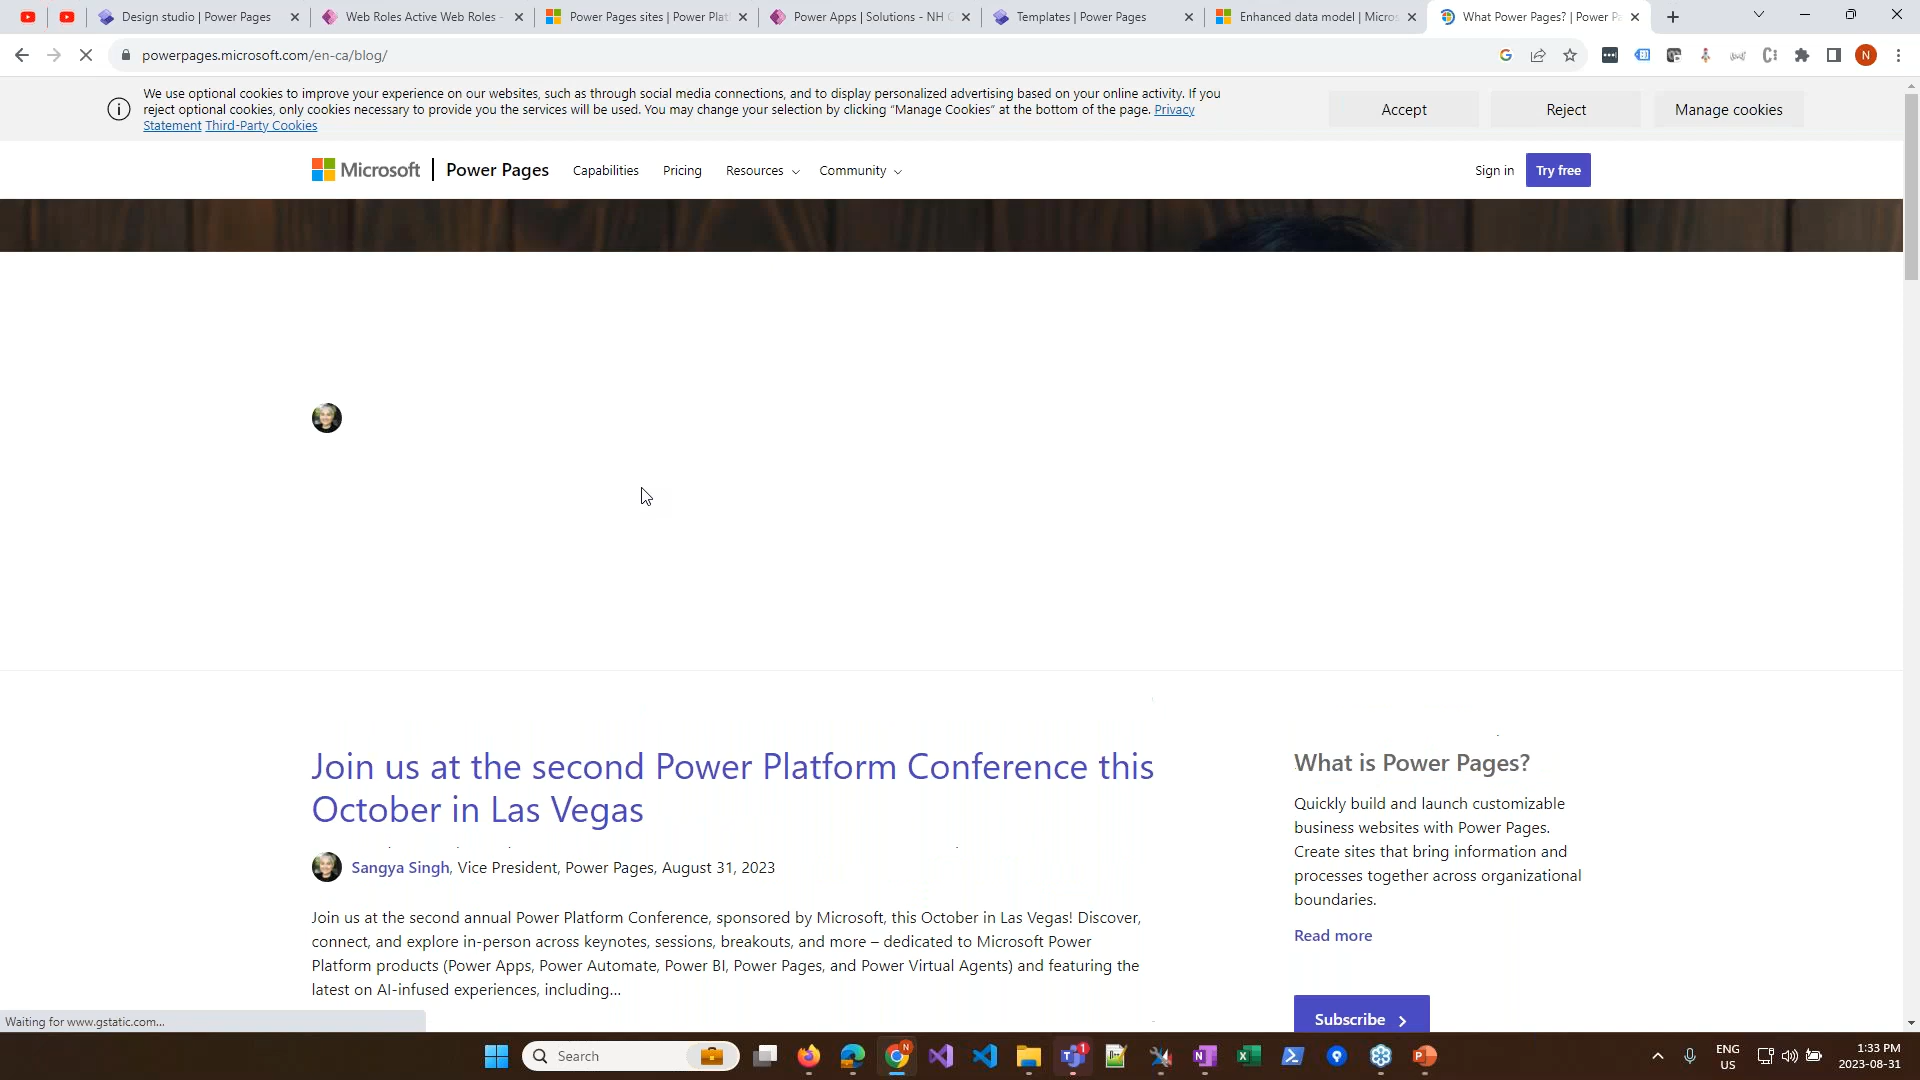 Design studio | Power Pages
Web Roles Active Web Roles -
Power Pages sites | Power Plat
Power Apps | Solutions - NH C
Templates | Power Pages
Enhanced data model | Micros
What Power Pages? | Power P
powerpages.microsoft.com/en-ca/blog/
N
We use optional cookies to improve your experience on our websites, such as through social media connections, and to display personalized advertising based on your online activity. If you
reject optional cookies, only cookies necessary to provide you the services will be used. You may change your selection by clicking “Manage Cookies” at the bottom of the page. Privacy
Statement Third-Party Cookies
Accept
Reject
Manage cookies
Microsoft
Power Pages
Capabilities
Pricing
Resources
Community
Sign in
Try free
Join us at the second Power Platform Conference this
October in Las Vegas
Sangya Singh, Vice President, Power Pages, August 31, 2023
Join us at the second annual Power Platform Conference, sponsored by Microsoft, this October in Las Vegas! Discover,
connect, and explore in-person across keynotes, sessions, breakouts, and more – dedicated to Microsoft Power
Platform products (Power Apps, Power Automate, Power BI, Power Pages, and Power Virtual Agents) and featuring the
latest on AI-infused experiences, including...
What is Power Pages?
Quickly build and launch customizable
business websites with Power Pages.
Create sites that bring information and
processes together across organizational
boundaries.
Read more
Subscribe
Waiting for www.gstatic.com...
Search
ENG
US
1:33 PM
2023-08-31